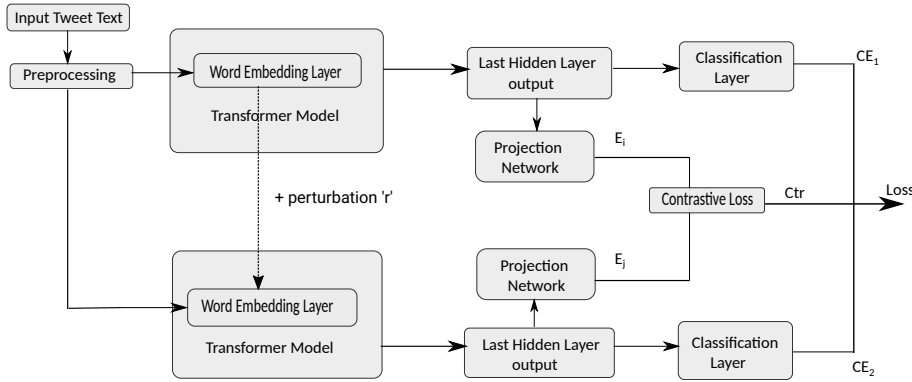 Input Tweet Text
Preprocessing
Word Embedding Layer
Transformer Model
Last Hidden Layer
output
Classification
Layer
CE1
Projection
Network
Ei
+ perturbation 'r'
Contrastive Loss
Ctr
Loss
Projection
Network
Ej
Word Embedding Layer
Transformer Model
Last Hidden Layer
output
Classification
Layer
CE2